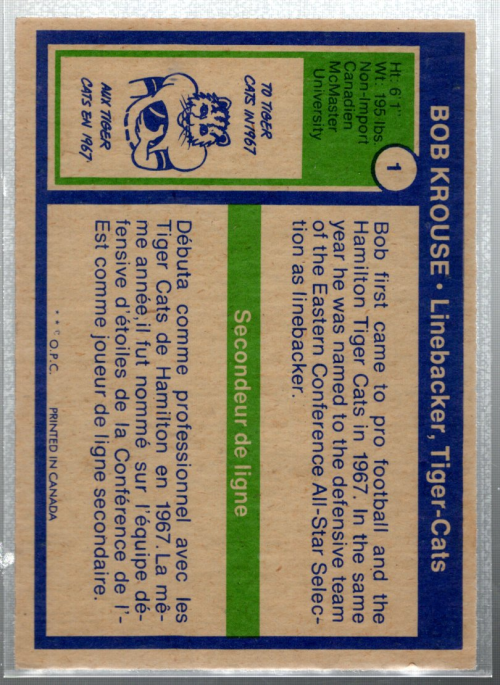 BOB KROUSE • Linebacker, Tiger-Cats
1
Ht: 6'1"
Wt: 195 lbs.
Non-Import
Canadian
McMaster
University
TO TIGER
CATS IN 1967
AUX TIGER
CATS EN 1967
Bob first came to pro football and the
Hamilton Tiger Cats in 1967. In the same
year he was named to the defensive team
of the Eastern Conference All-Star Selec-
tion as linebacker.
Secondeur de ligne
Débuta comme professionnel avec les
Tiger Cats de Hamilton en 1967. La mê-
me année, il fut nommé sur l'équipe dé-
fensive d'étoiles de la Conférence de l'-
Est comme joueur de ligne secondaire.
* * © O.P.C. PRINTED IN CANADA